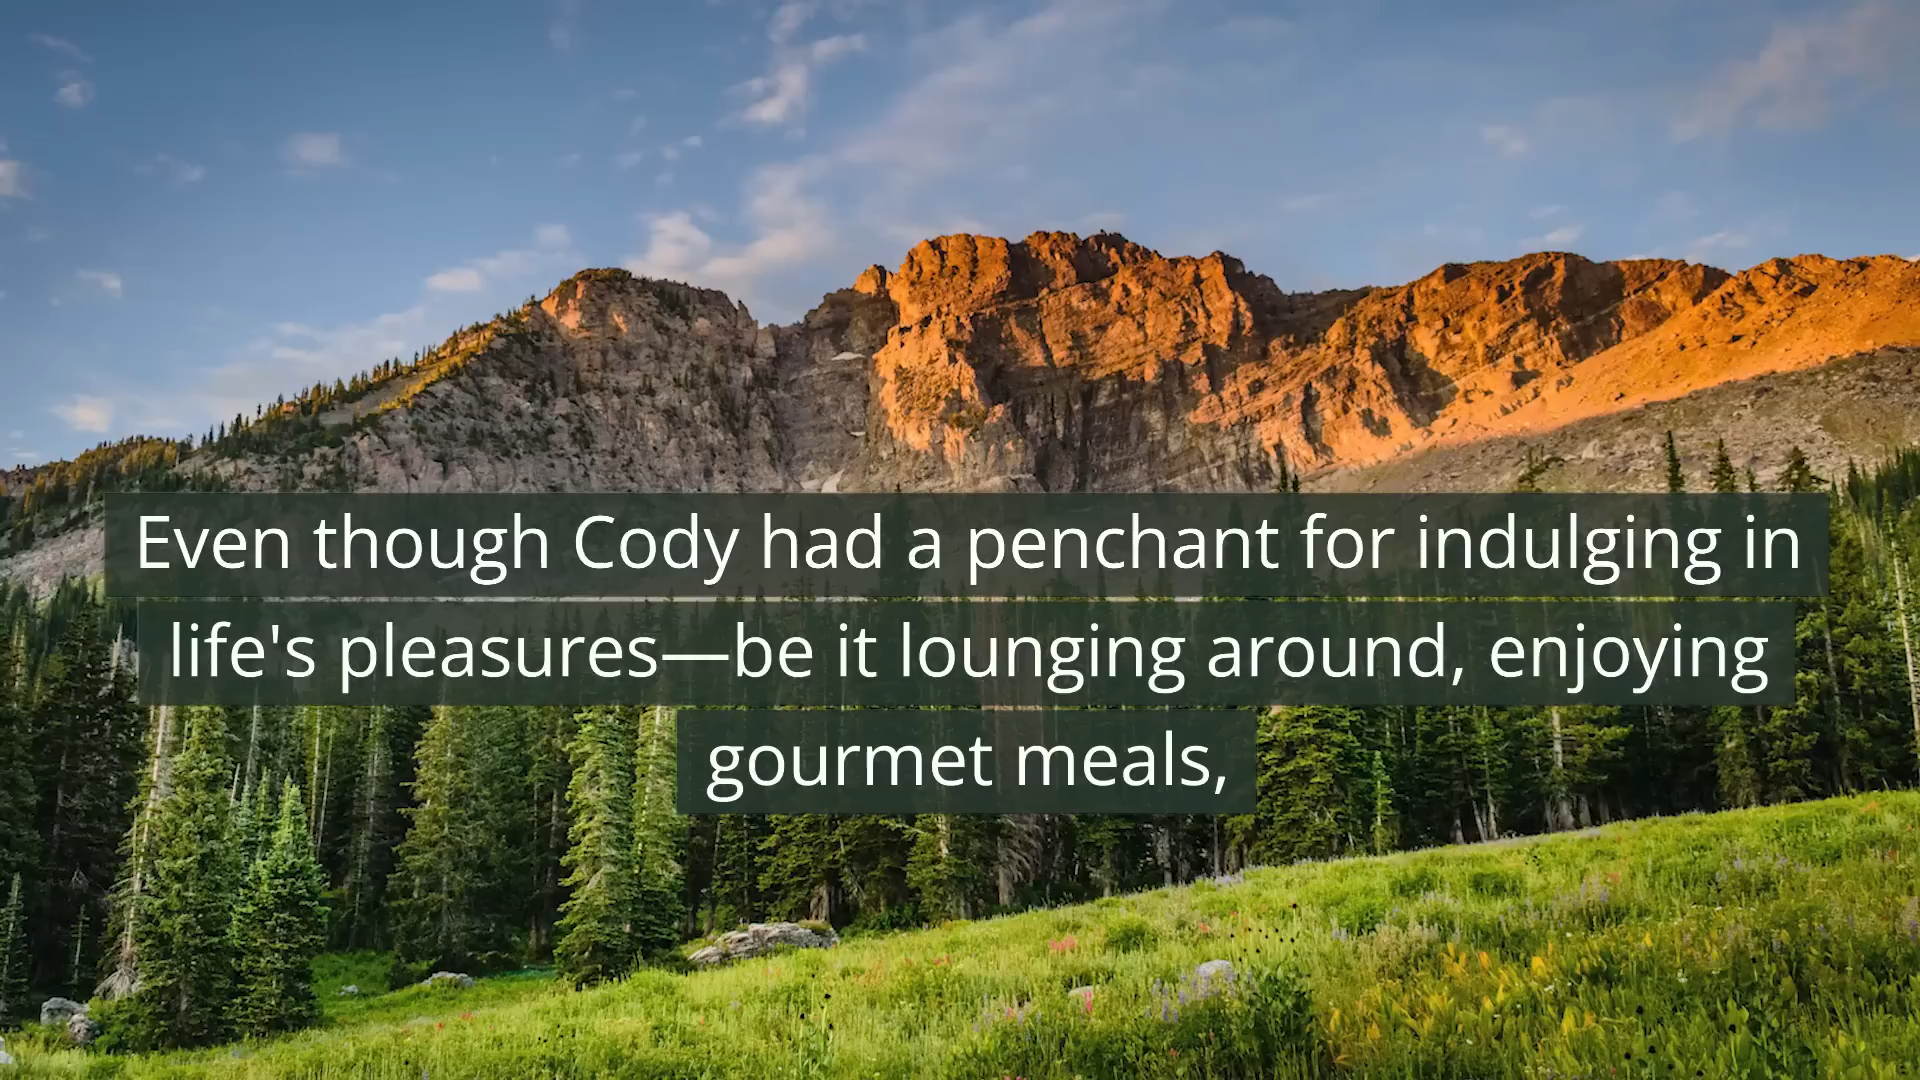 Even though Cody had a penchant for indulging in
life's pleasures—be it lounging around, enjoying
gourmet meals,